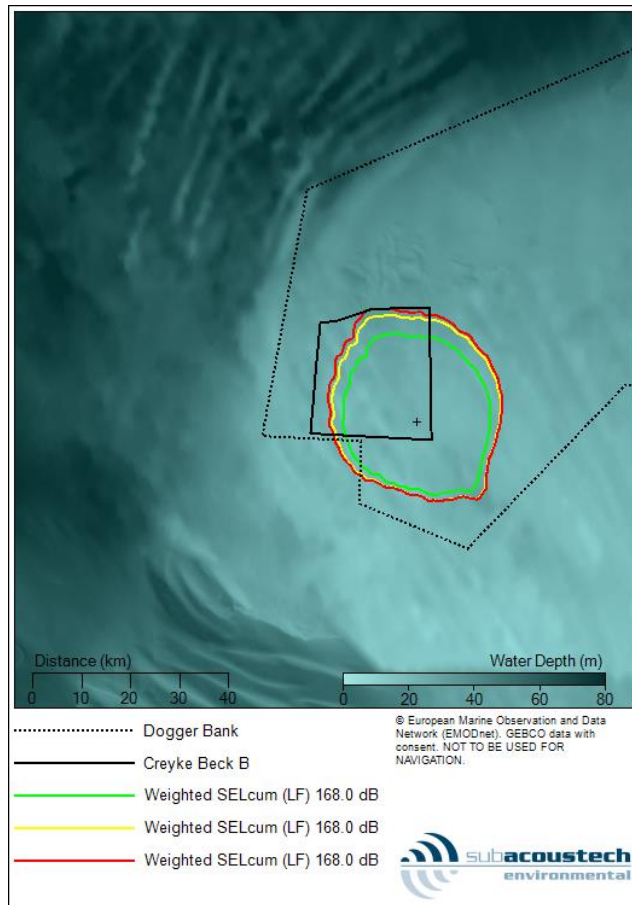 Distance (km)
0 10 20 30 40
Water Depth (m)
0 20 40 60 80
Dogger Bank
Creyke Beck B
Weighted SELcum (LF) 168.0 dB
Weighted SELcum (LF) 168.0 dB
Weighted SELcum (LF) 168.0 dB
© European Marine Observation and Data
Network (EMODnet). GEBCO data with
consent. NOT TO BE USED FOR
NAVIGATION.
subacoustech
environmental